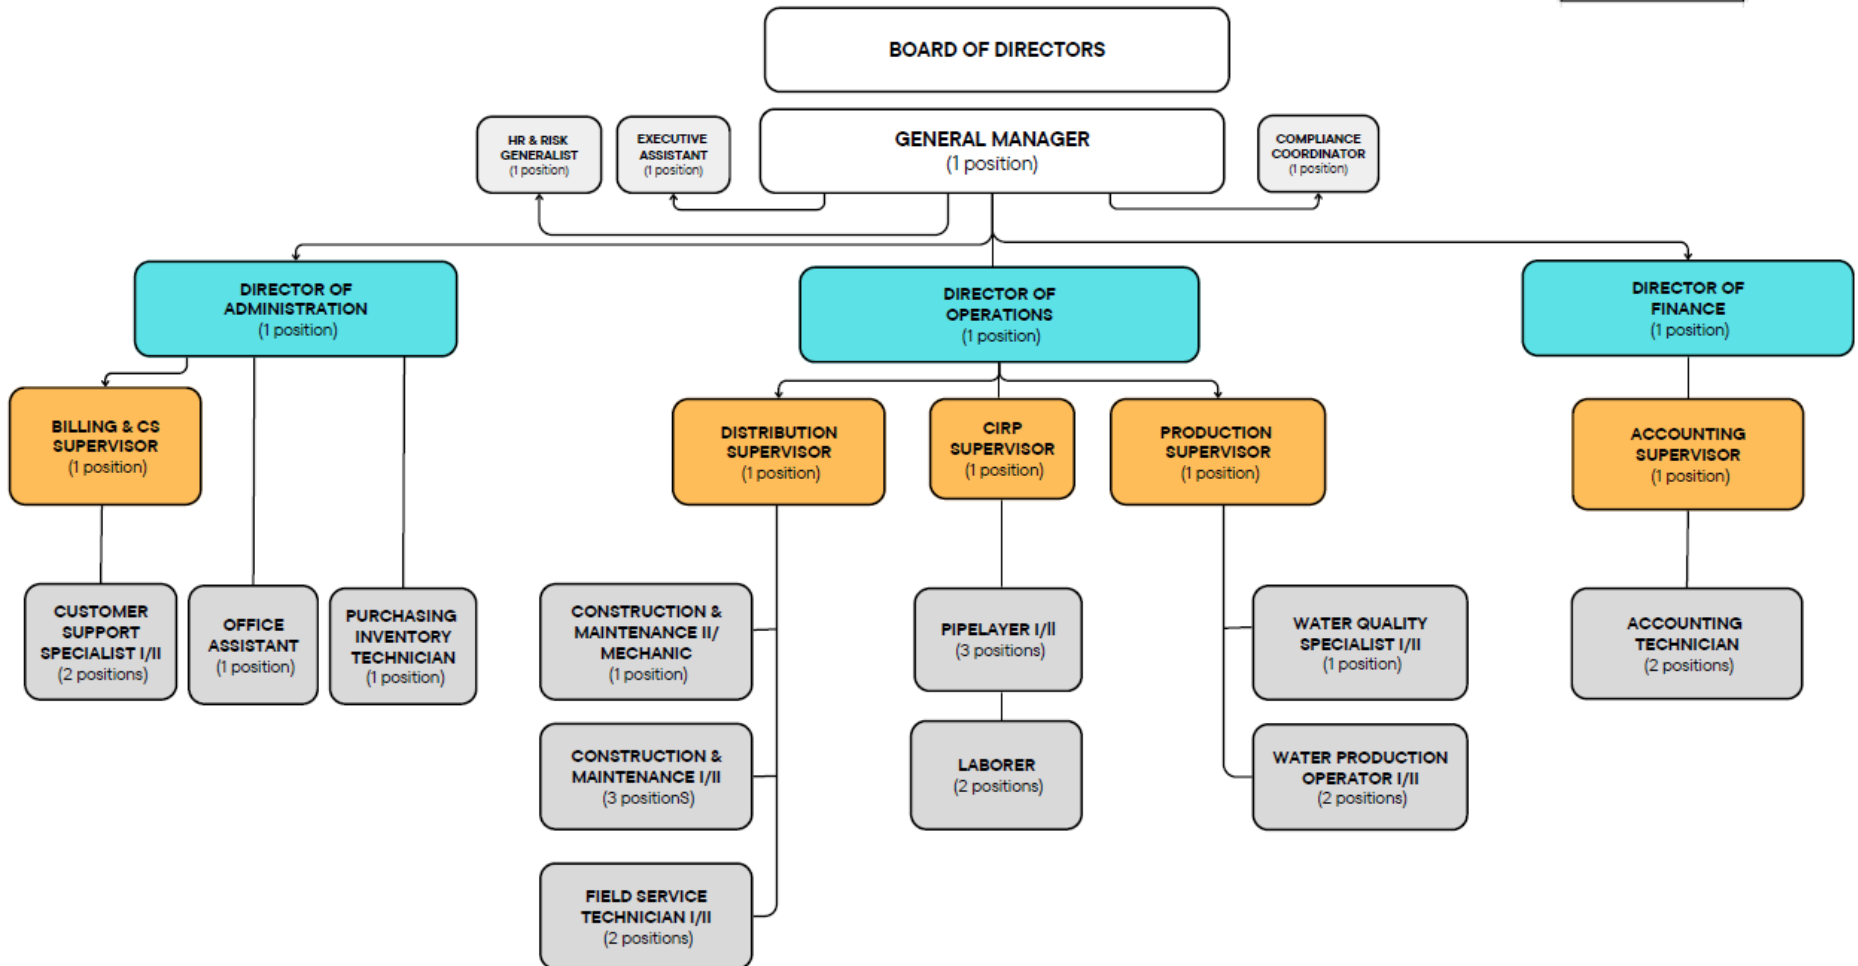 BOARD OF DIRECTORS
HR & RISK
GENERALIST
(1 position)
EXECUTIVE
ASSISTANT
(1 position)
GENERAL MANAGER
(1 position)
COMPLIANCE
COORDINATOR
(1 position)
DIRECTOR OF
ADMINISTRATION
(1 position)
DIRECTOR OF
OPERATIONS
(1 position)
DIRECTOR OF
FINANCE
(1 position)
BILLING & CS
SUPERVISOR
(1 position)
DISTRIBUTION
SUPERVISOR
(1 position)
CIRP
SUPERVISOR
(1 position)
PRODUCTION
SUPERVISOR
(1 position)
ACCOUNTING
SUPERVISOR
(1 position)
CUSTOMER
SUPPORT
SPECIALIST I/II
(2 positions)
OFFICE
ASSISTANT
(1 position)
PURCHASING
INVENTORY
TECHNICIAN
(1 position)
CONSTRUCTION &
MAINTENANCE II/
MECHANIC
(1 position)
PIPELAYER I/II
(3 positions)
WATER QUALITY
SPECIALIST I/II
(1 position)
ACCOUNTING
TECHNICIAN
(2 positions)
CONSTRUCTION &
MAINTENANCE I/II
(3 positionS)
LABORER
(2 positions)
WATER PRODUCTION
OPERATOR I/II
(2 positions)
FIELD SERVICE
TECHNICIAN I/II
(2 positions)